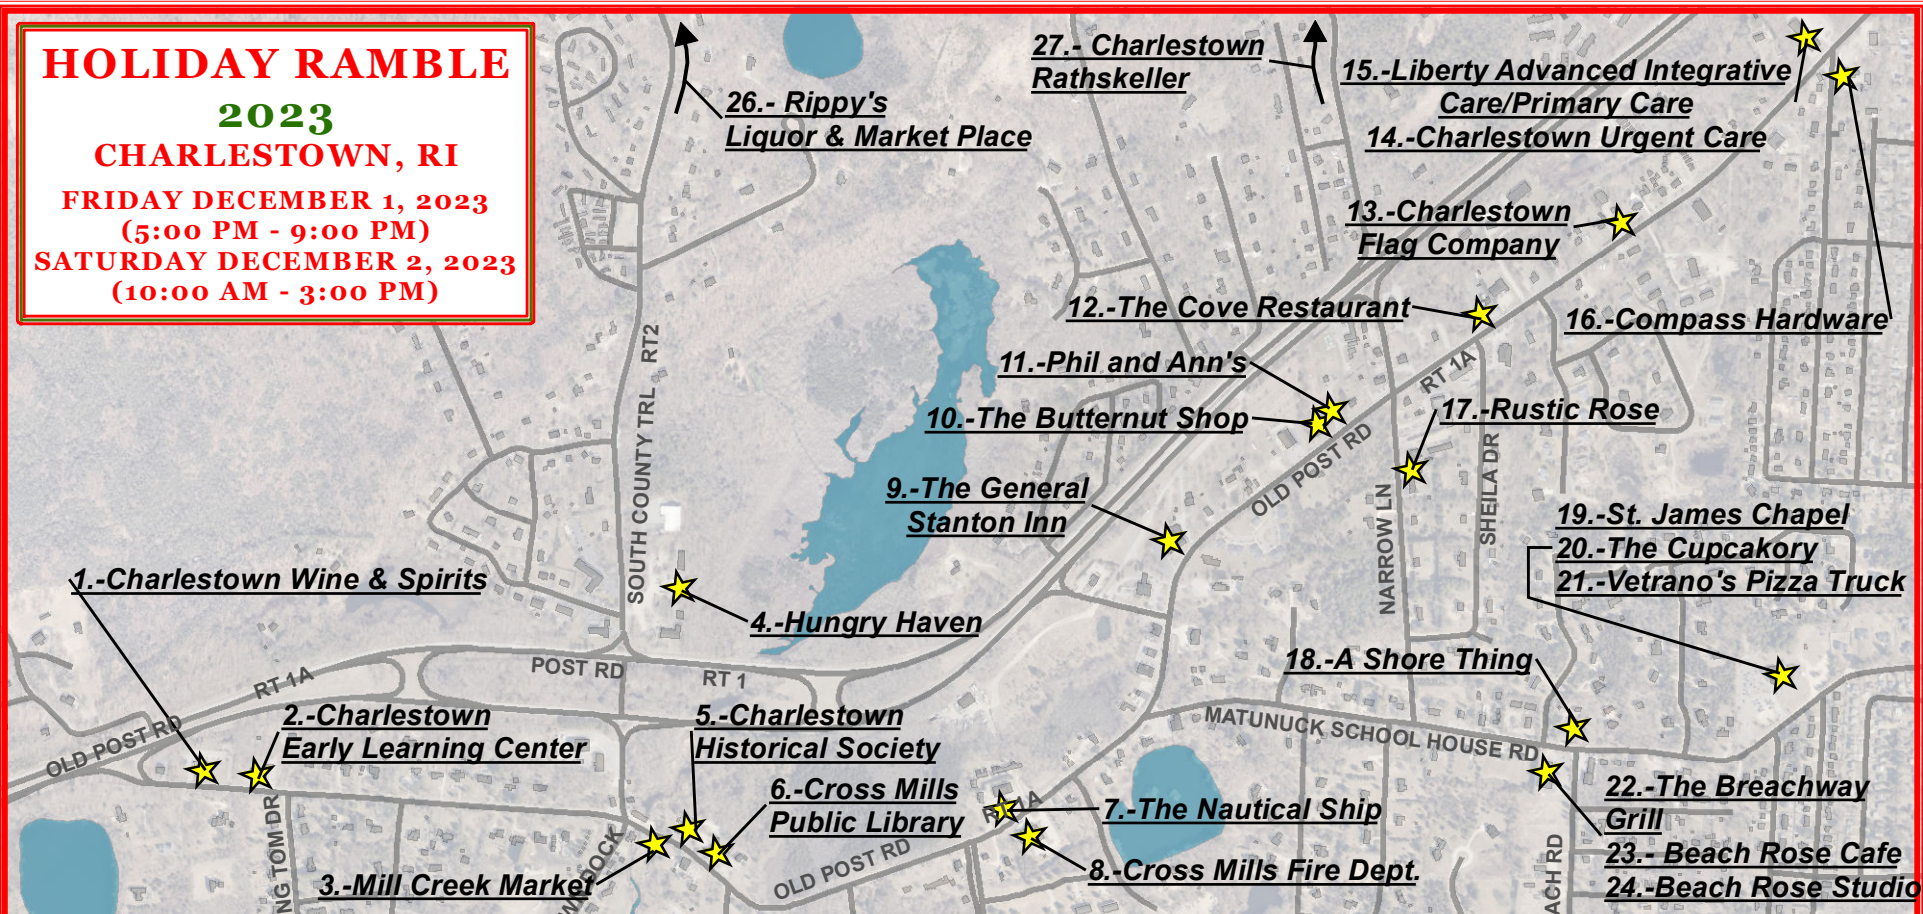 HOLIDAY RAMBLE
2023
CHARLESTOWN, RI
FRIDAY DECEMBER 1, 2023
(5:00 PM - 9:00 PM)
SATURDAY DECEMBER 2, 2023
(10:00 AM - 3:00 PM)
26.- Rippy's
Liquor & Market Place
27.- Charlestown
Rathskeller
15.-Liberty Advanced Integrative
Care/Primary Care
14.-Charlestown Urgent Care
13.-Charlestown
Flag Company
12.-The Cove Restaurant
16.-Compass Hardware
11.-Phil and Ann's
10.-The Butternut Shop
17.-Rustic Rose
9.-The General
Stanton Inn
19.-St. James Chapel
20.-The Cupcakory
21.-Vetrano's Pizza Truck
1.-Charlestown Wine & Spirits
4.-Hungry Haven
18.-A Shore Thing
2.-Charlestown
Early Learning Center
5.-Charlestown
Historical Society
6.-Cross Mills
Public Library
7.-The Nautical Ship
22.-The Breachway
Grill
23.- Beach Rose Cafe
24.-Beach Rose Studio
3.-Mill Creek Market
8.-Cross Mills Fire Dept.
SOUTH COUNTY TRL RT2
RT 1A
OLD POST RD
NARROW LN
SHEILA DR
POST RD
RT 1
RT 1A
OLD POST RD
MATUNUCK SCHOOL HOUSE RD
RT 1A
OLD POST RD
NG TOM DR
DOCK
ACH RD